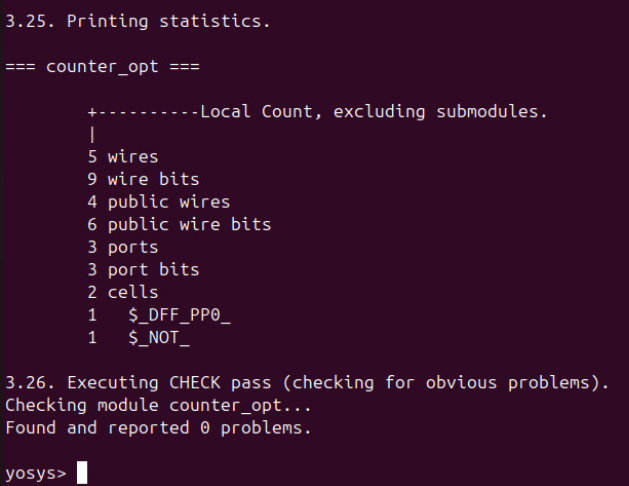 3.25. Printing statistics.
=== counter_opt ===
+----------Local Count, excluding submodules.
|
5 wires
9 wire bits
4 public wires
6 public wire bits
3 ports
3 port bits
2 cells
1   $_DFF_PP0_
1   $_NOT_
3.26. Executing CHECK pass (checking for obvious problems).
Checking module counter_opt...
Found and reported 0 problems.
yosys>